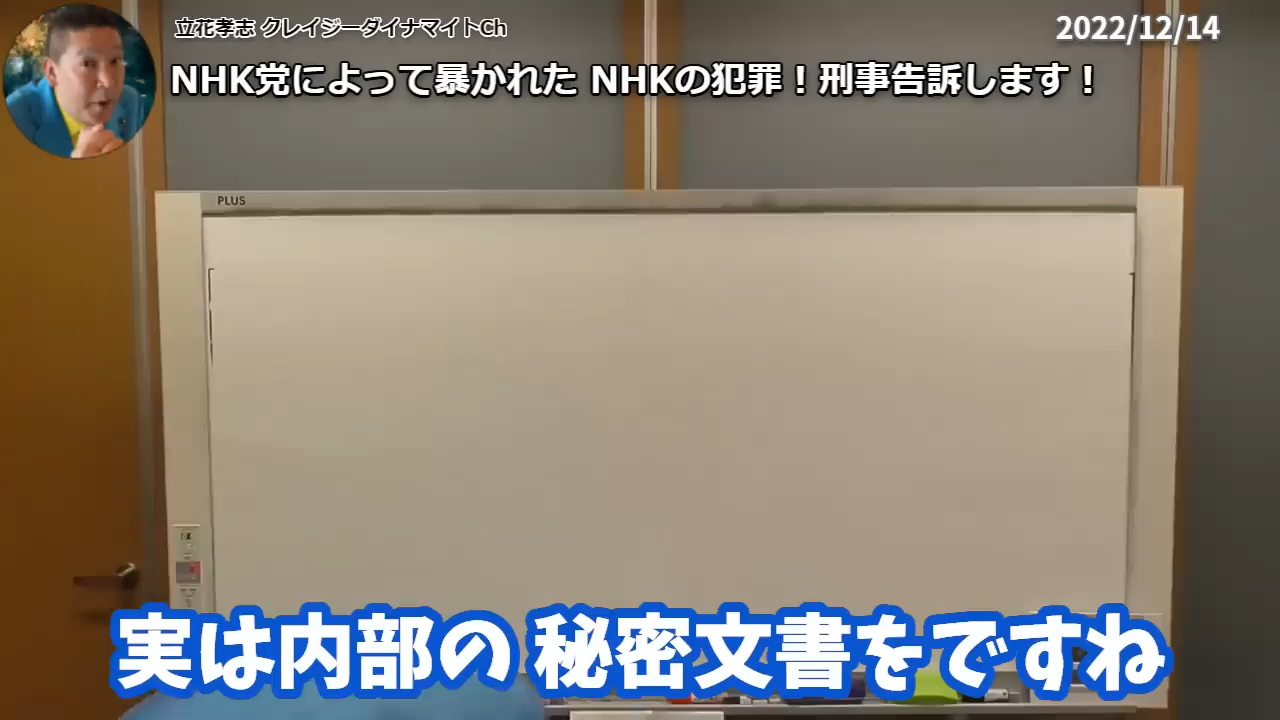 立花孝志 クレイジーダイナマイトCh
2022/12/14
NHK党によって暴かれた NHKの犯罪！刑事告訴します！
PLUS
実は内部の 秘密文書をですね